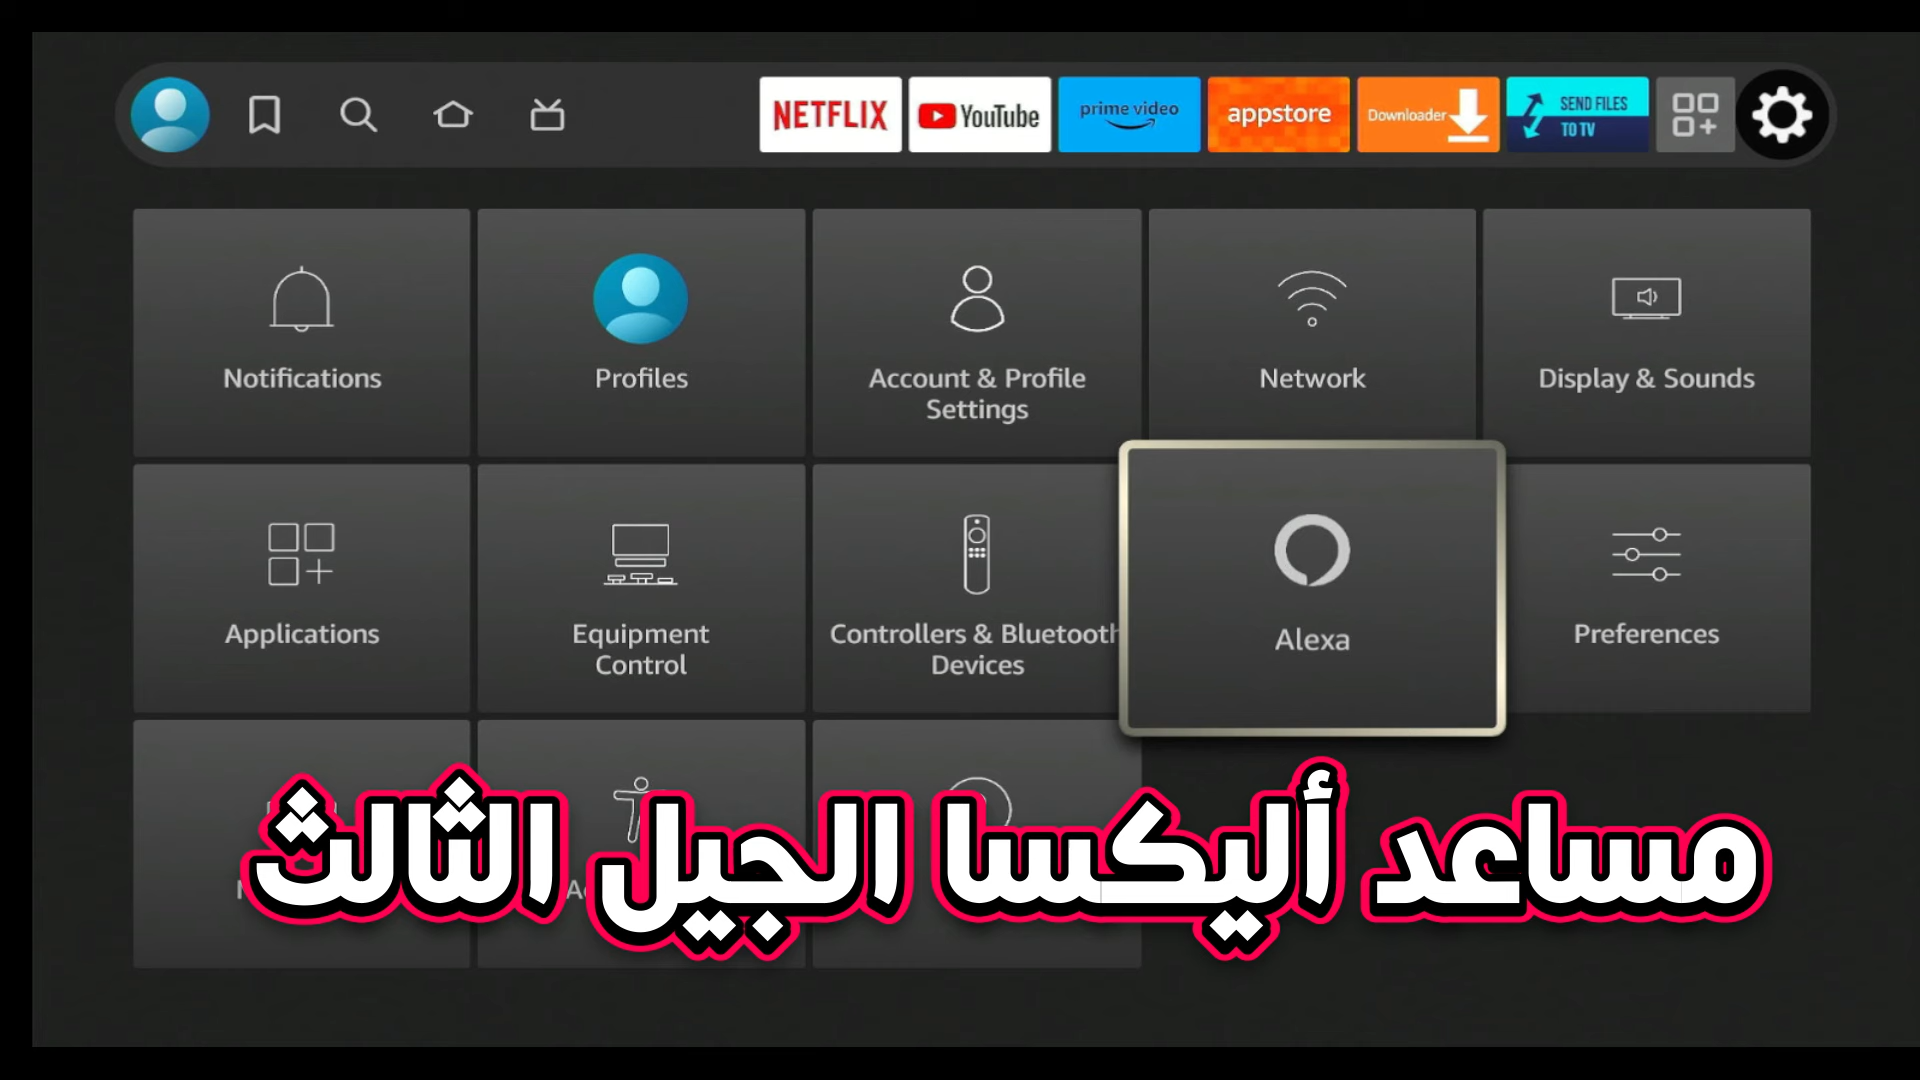 NETFLIX
YouTube
prime video
appstore
Downloader
SEND FILES
TO TV
Notifications
Profiles
Account & Profile
Settings
Network
Display & Sounds
Applications
Equipment
Control
Controllers & Bluetooth
Devices
Alexa
Preferences
مساعد أليكسا الجيل الثالث